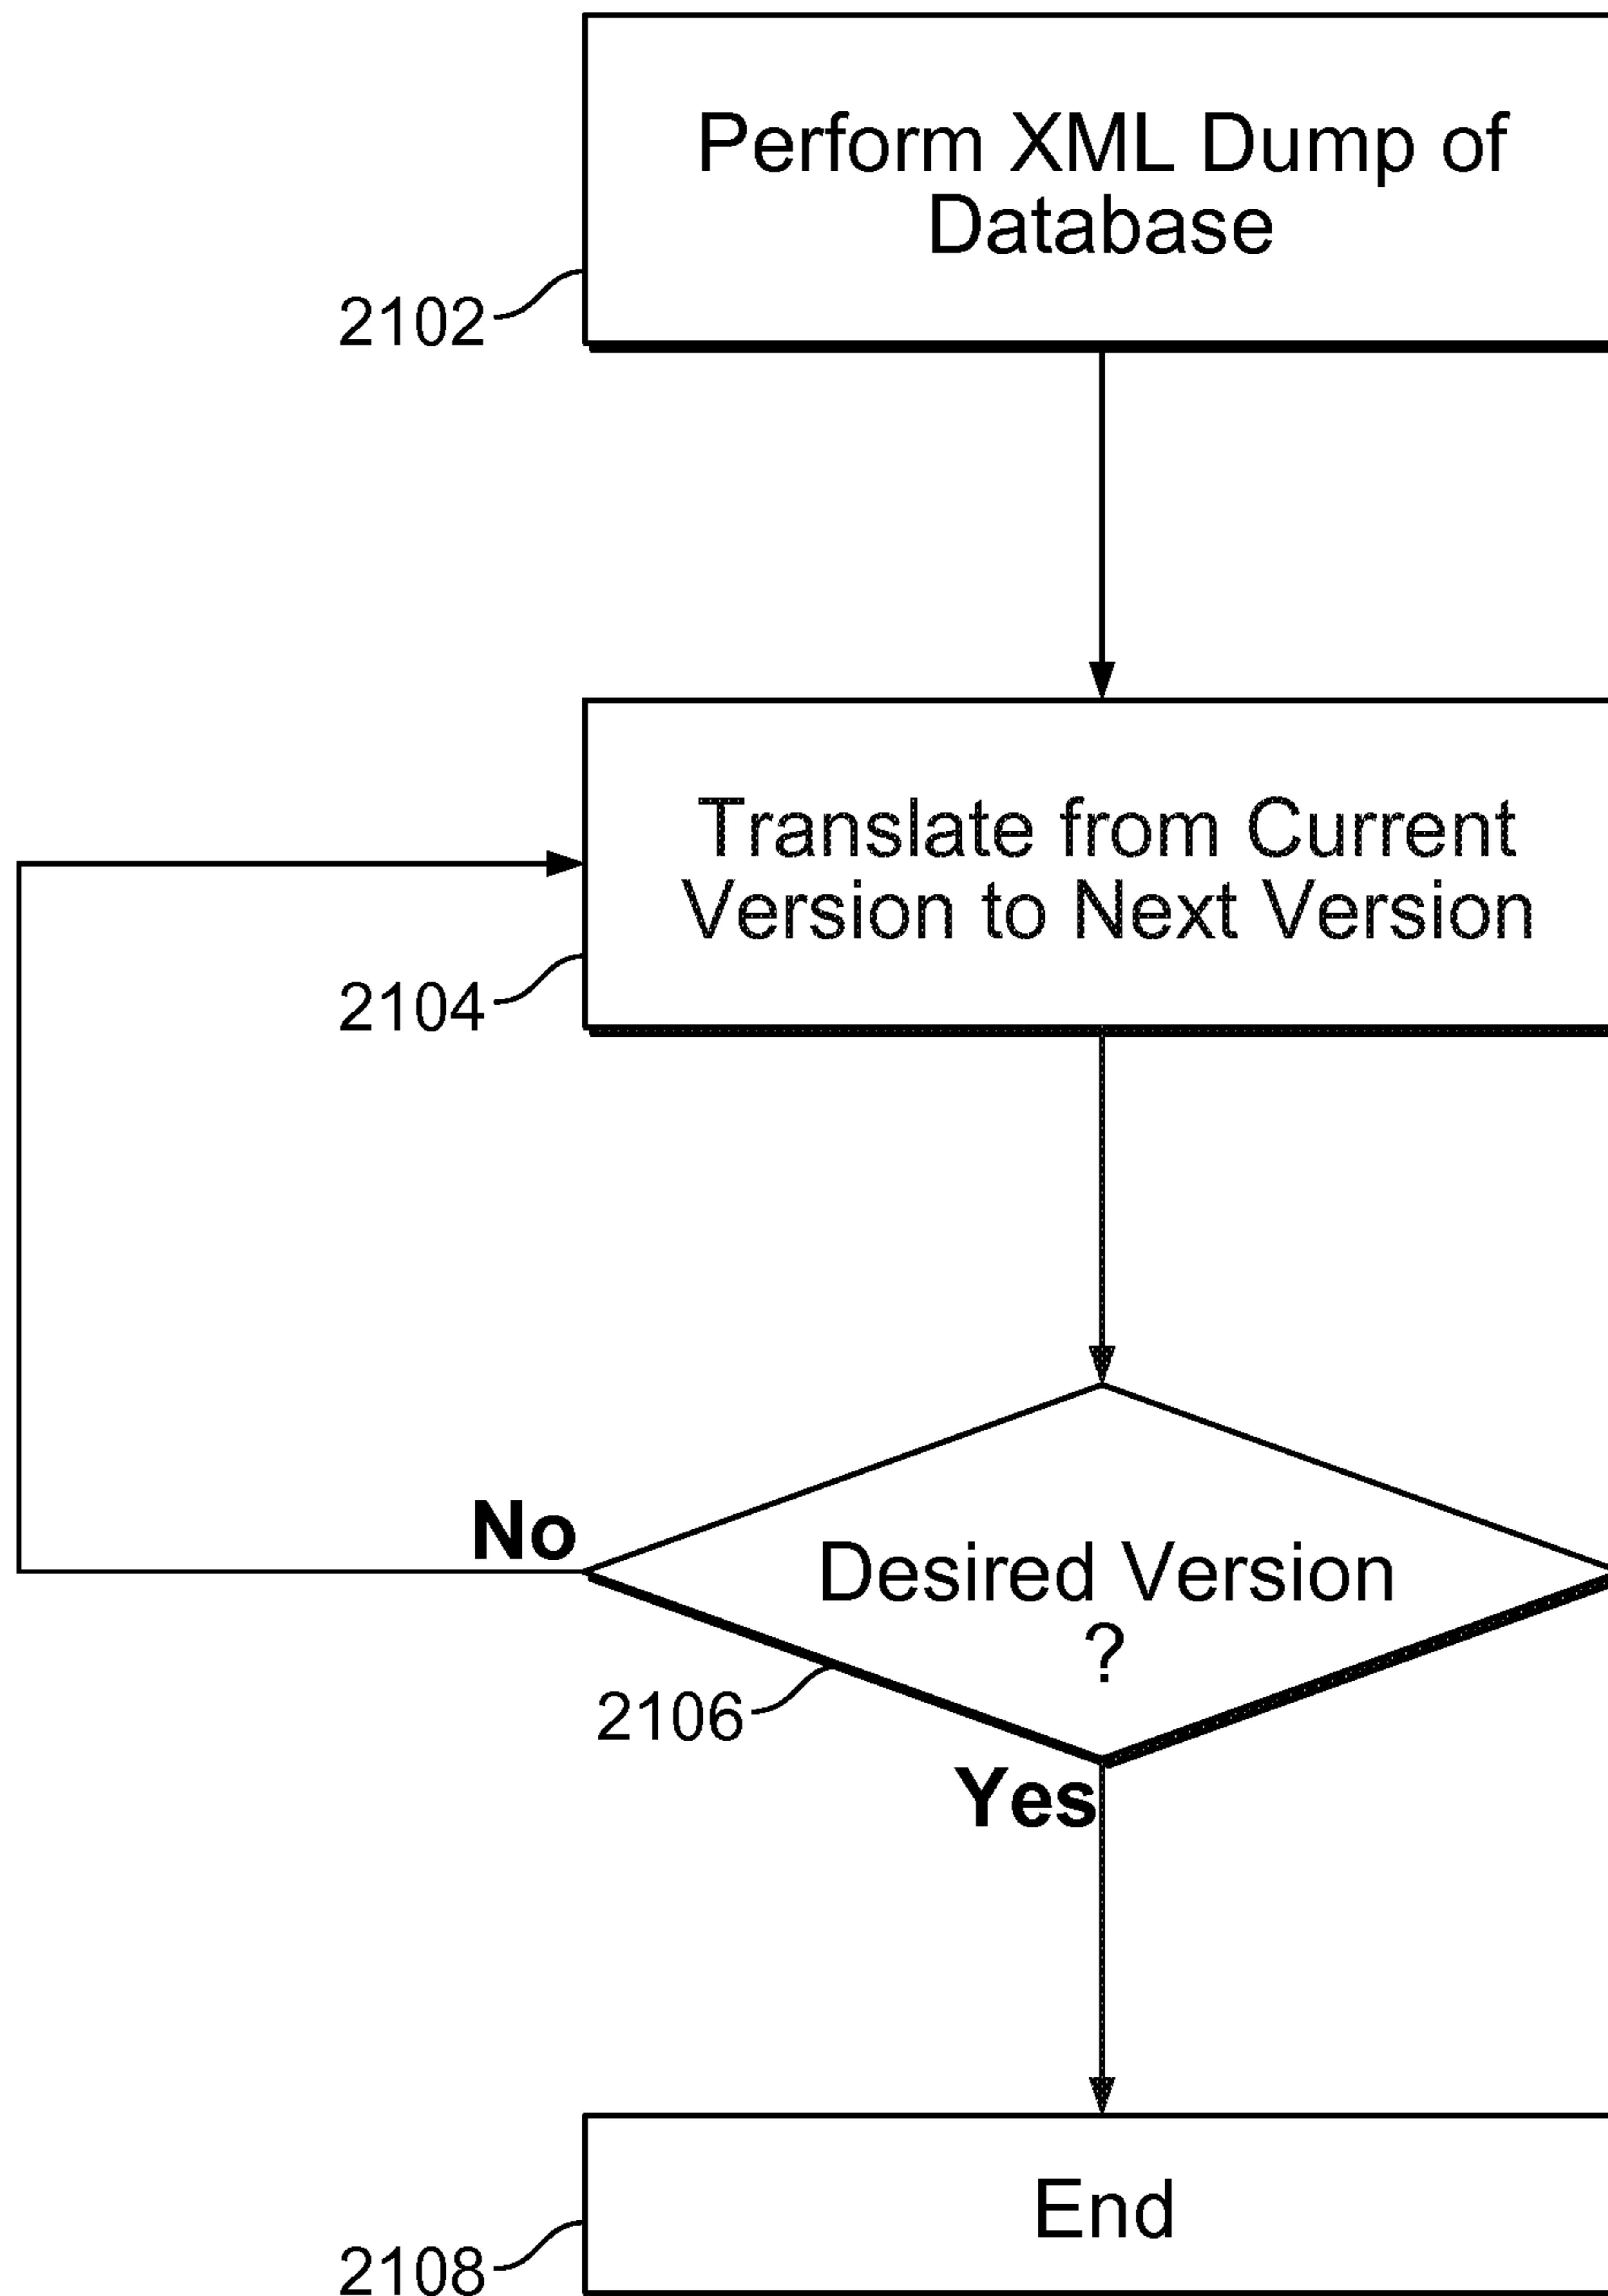 Perform XML Dump of
Database
2102
Translate from Current
Version to Next Version
2104
No
Desired Version
?
2106
Yes
End
2108